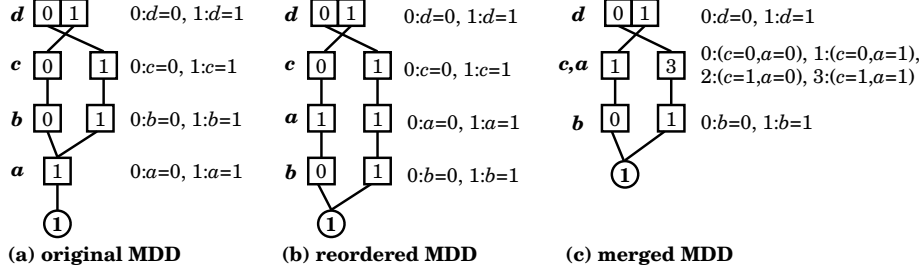 d 0 1 0:d=0, 1:d=1
c 0 1 0:c=0, 1:c=1
b 0 1 0:b=0, 1:b=1
a 1 0:a=0, 1:a=1
1
(a) original MDD
d 0 1 0:d=0, 1:d=1
c 0 1 0:c=0, 1:c=1
a 1 1 0:a=0, 1:a=1
b 0 1 0:b=0, 1:b=1
1
(b) reordered MDD
d 0 1 0:d=0, 1:d=1
c,a 1 3 0:(c=0,a=0), 1:(c=0,a=1),
2:(c=1,a=0), 3:(c=1,a=1)
b 0 1 0:b=0, 1:b=1
1
(c) merged MDD